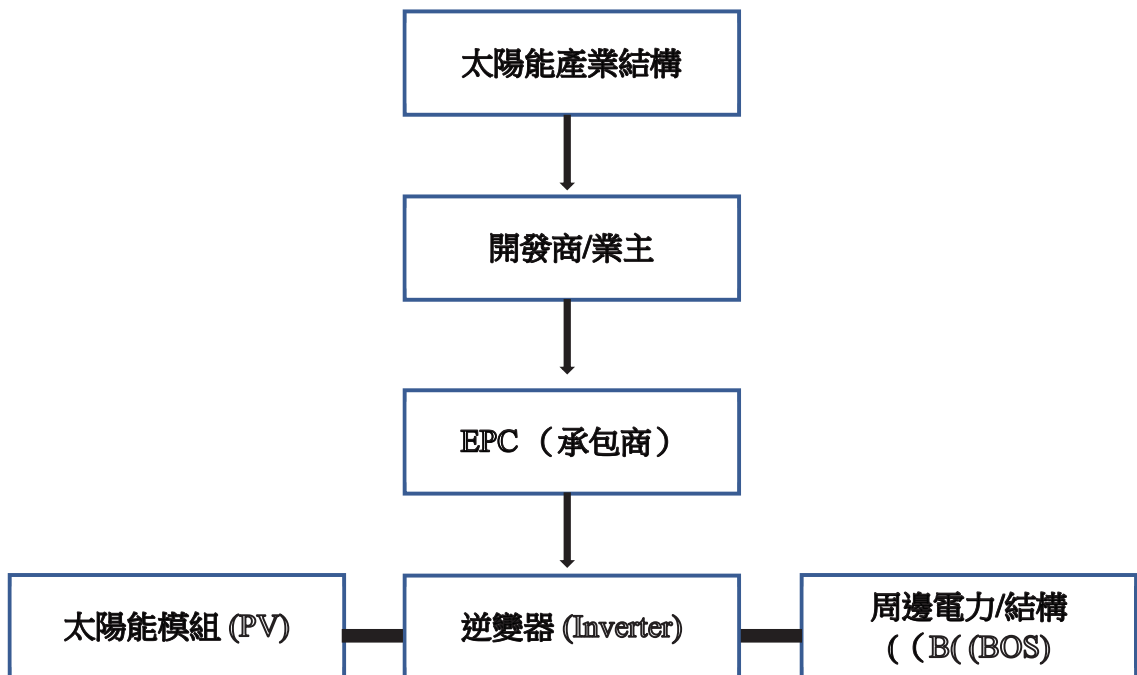 太陽能產業結構
開發商/業主
EPC（承包商）
太陽能模組 (PV)
逆變器 (Inverter)
周邊電力/結構
(（B( (BOS)